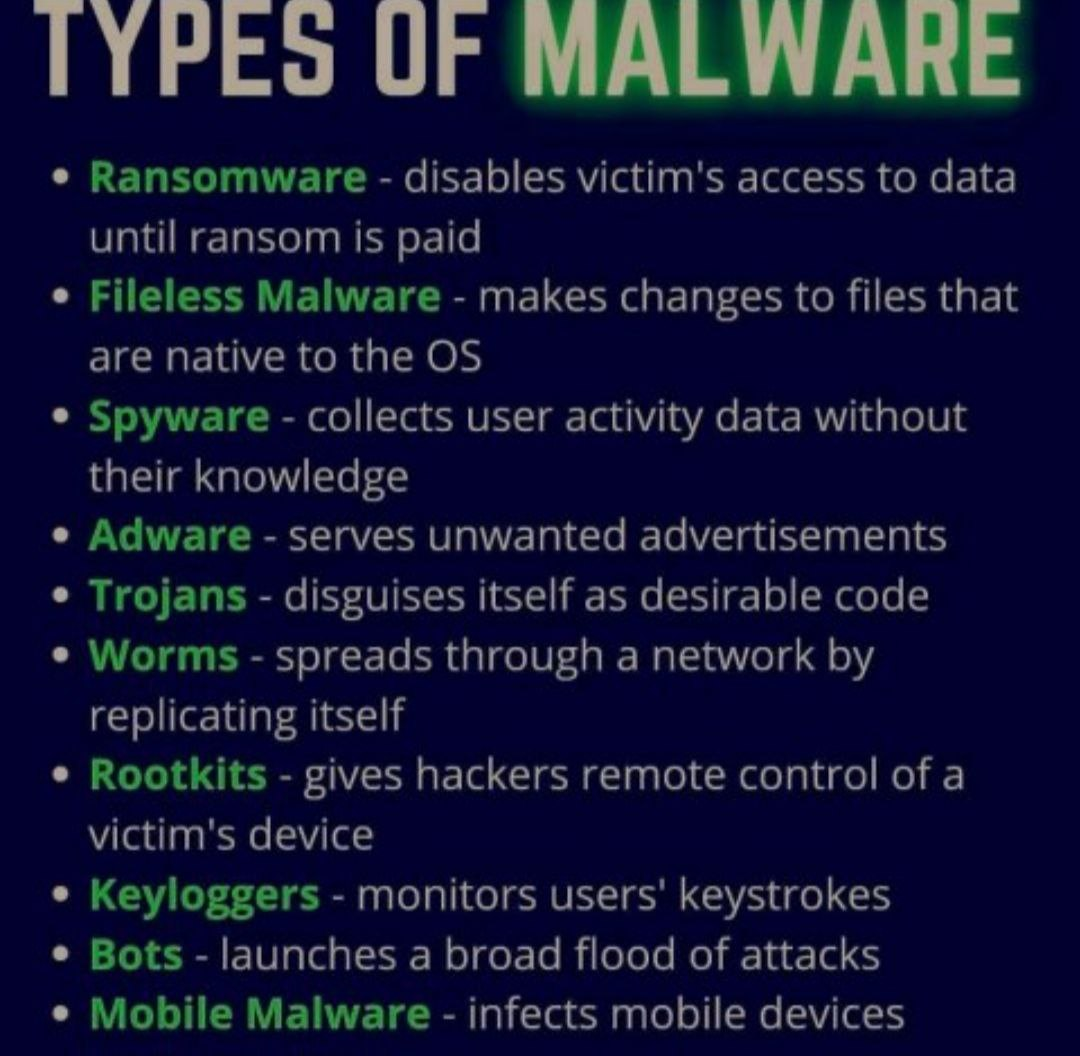 TYPES OF MALWARE
• Ransomware - disables victim's access to data
until ransom is paid
• Fileless Malware - makes changes to files that
are native to the OS
• Spyware - collects user activity data without
their knowledge
• Adware - serves unwanted advertisements
• Trojans - disguises itself as desirable code
• Worms - spreads through a network by
replicating itself
• Rootkits - gives hackers remote control of a
victim's device
• Keyloggers - monitors users' keystrokes
• Bots - launches a broad flood of attacks
• Mobile Malware - infects mobile devices